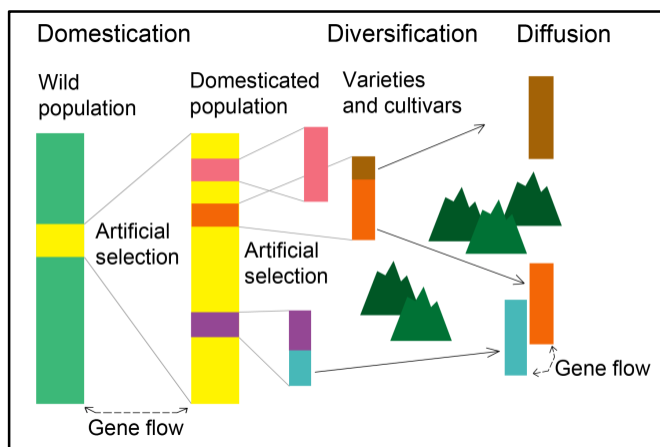 Domestication
Diversification
Diffusion
Wild
population
Domesticated
population
Varieties
and cultivars
Artificial
selection
Artificial
selection
Gene flow
Gene flow